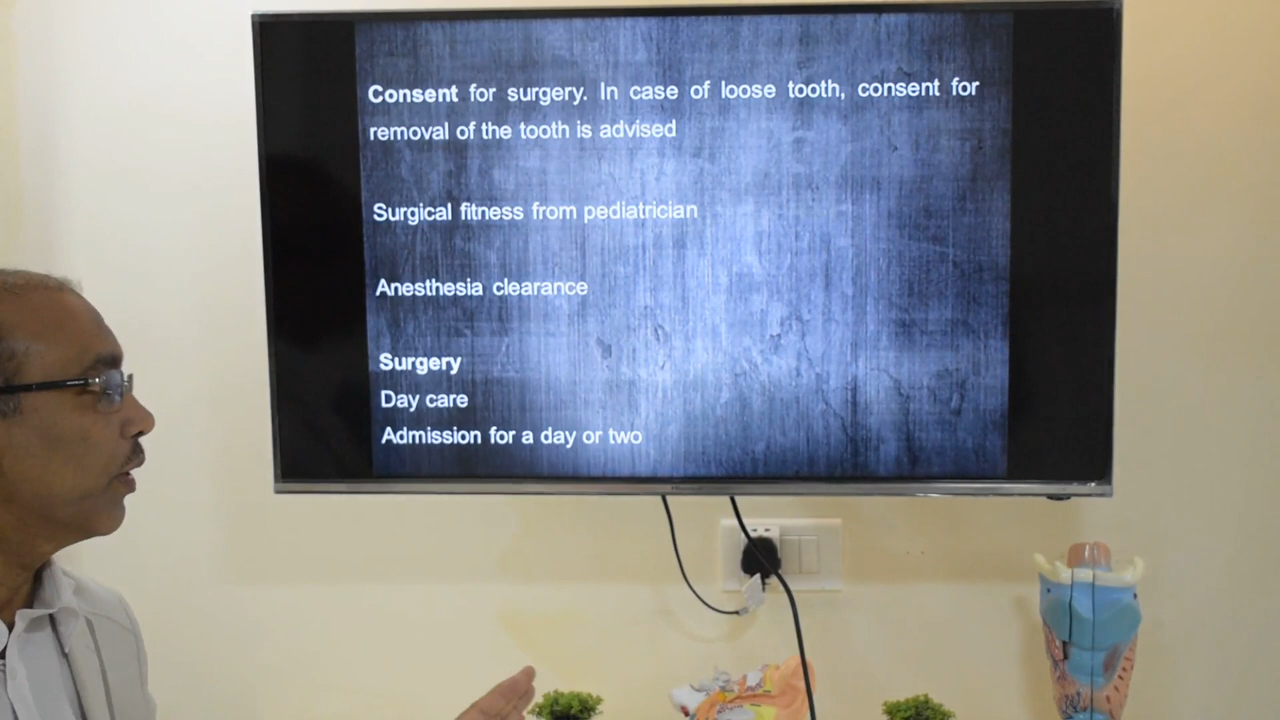 Consent for surgery. In case of loose tooth, consent for
removal of the tooth is advised
Surgical fitness from pediatrician
Anesthesia clearance
Surgery
Day care
Admission for a day or two